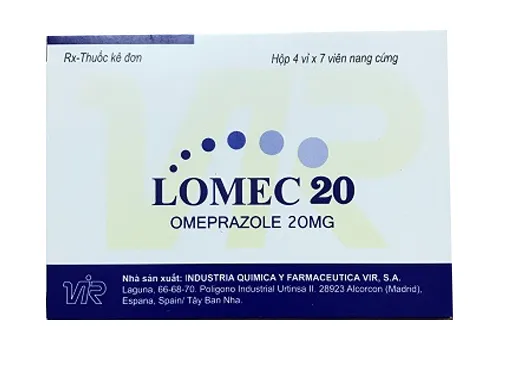 Rx-Thuốc kê đơn
Hộp 4 vỉ x 7 viên nang cứng
VIR
LOMEC 20
OMEPRAZOLE 20MG
VIR
Nhà sản xuất: INDUSTRIA QUIMICA Y FARMACEUTICA VIR, S.A.
Laguna, 66-68-70. Poligono Industrial Urtinsa II. 28923 Alcorcon (Madrid),
Espana, Spain/ Tây Ban Nha.